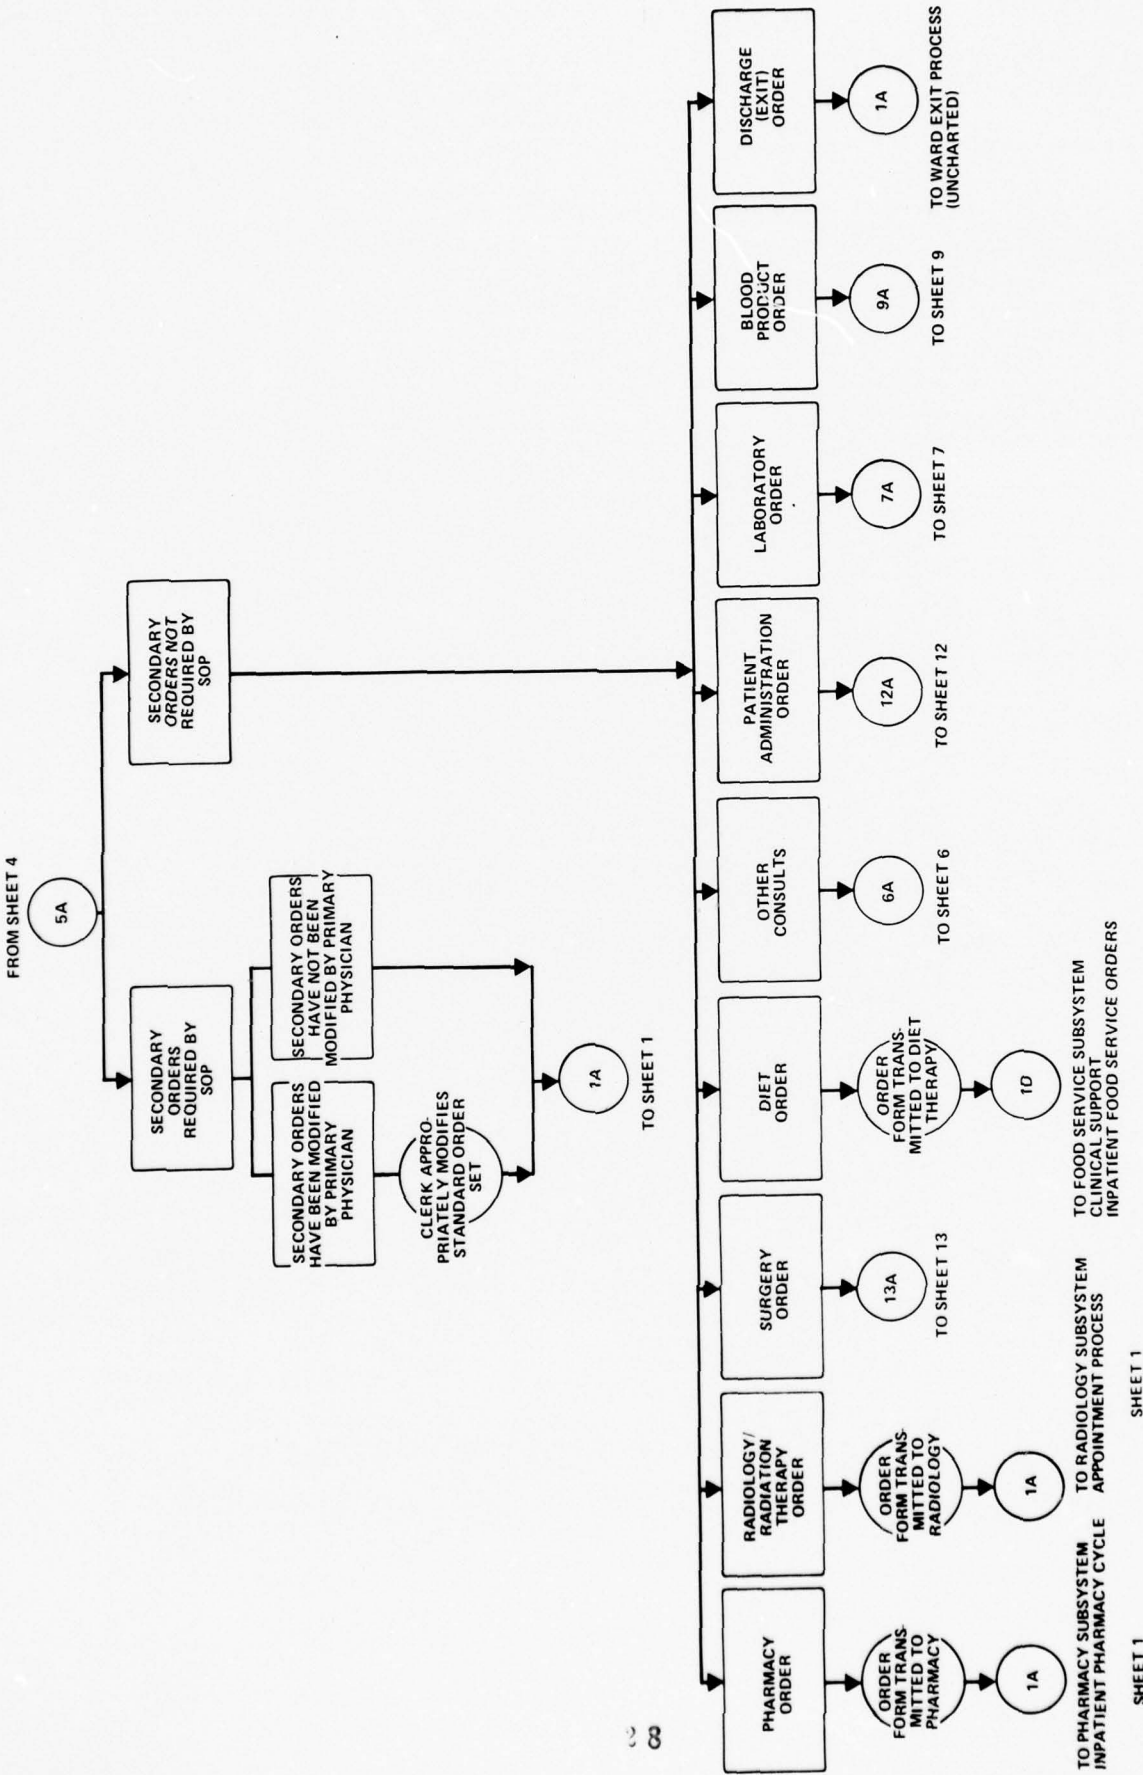 FROM SHEET 4
5A
SECONDARY
ORDERS
REQUIRED BY
SOP
SECONDARY
ORDERS NOT
REQUIRED BY
SOP
SECONDARY ORDERS
HAVE BEEN MODIFIED
BY PRIMARY
PHYSICIAN
SECONDARY ORDERS
HAVE NOT BEEN
MODIFIED BY PRIMARY
PHYSICIAN
CLERK APPRO-
PRIATELY MODIFIES
STANDARD ORDER
SET
1A
TO SHEET 1
PHARMACY
ORDER
RADIOLOGY/
RADIATION
THERAPY
ORDER
SURGERY
ORDER
DIET
ORDER
OTHER
CONSULTS
PATIENT
ADMINISTRATION
ORDER
LABORATORY
ORDER
BLOOD
PRODUCT
ORDER
DISCHARGE
(EXIT)
ORDER
ORDER
FORM TRANS-
MITTED TO
PHARMACY
ORDER
FORM TRANS-
MITTED TO
RADIOLOGY
13A
TO SHEET 13
ORDER
FORM TRANS-
MITTED TO DIET
THERAPY
6A
TO SHEET 6
12A
TO SHEET 12
7A
TO SHEET 7
9A
TO SHEET 9
1A
TO WARD EXIT PROCESS
(UNCHARTED)
1A
TO PHARMACY SUBSYSTEM
INPATIENT PHARMACY CYCLE
SHEET 1
1A
TO RADIOLOGY SUBSYSTEM
APPOINTMENT PROCESS
SHEET 1
1D
TO FOOD SERVICE SUBSYSTEM
CLINICAL SUPPORT
INPATIENT FOOD SERVICE ORDERS
8